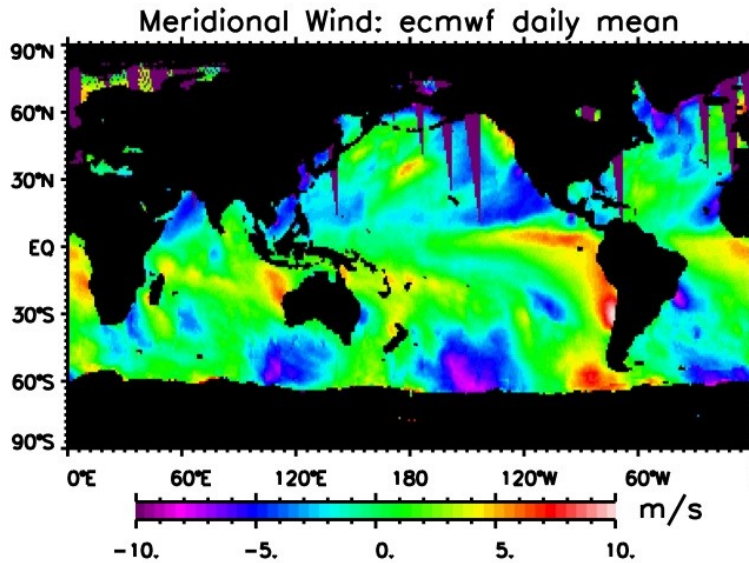 Meridional Wind: ecmwf daily mean
90°N
60°N
30°N
EQ
30°S
60°S
90°S
0°E 60°E 120°E 180 120°W 60°W
m/s
-10. -5. 0. 5. 10.